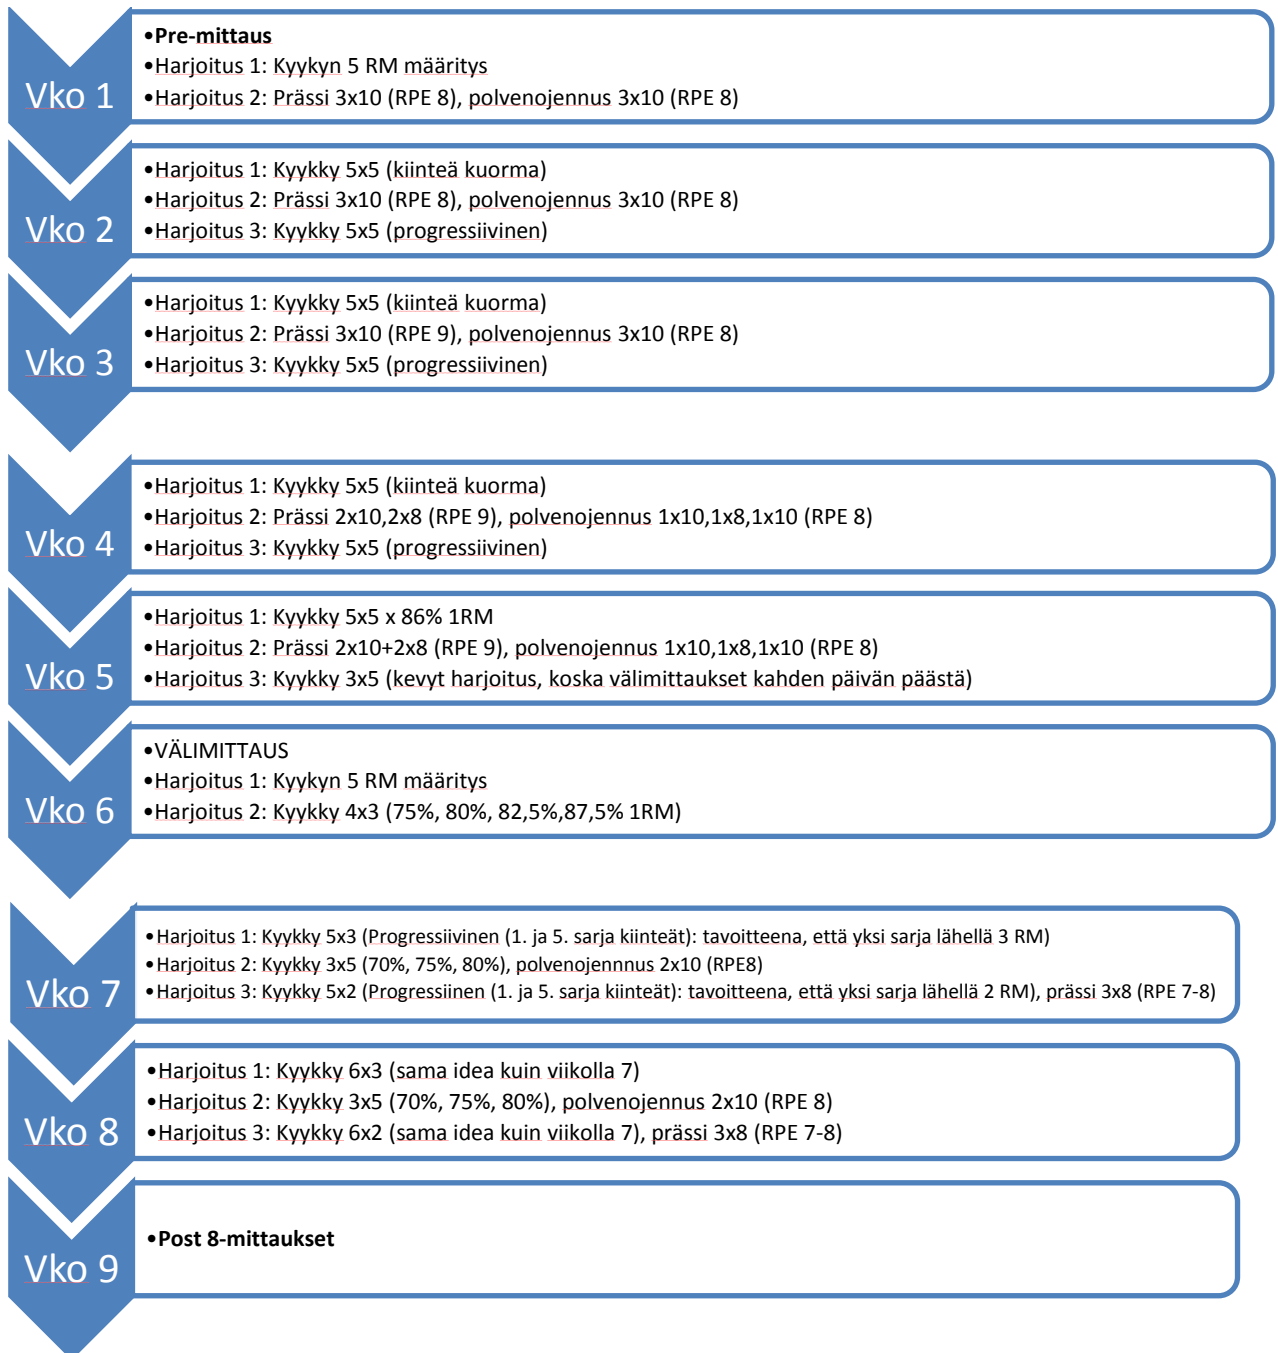 Vko 1
•Pre-mittaus
•Harjoitus 1: Kyykyn 5 RM määritys
•Harjoitus 2: Prässi 3x10 (RPE 8), polvenojennus 3x10 (RPE 8)
Vko 2
•Harjoitus 1: Kyykky 5x5 (kiinteä kuorma)
•Harjoitus 2: Prässi 3x10 (RPE 8), polvenojennus 3x10 (RPE 8)
•Harjoitus 3: Kyykky 5x5 (progressiivinen)
Vko 3
•Harjoitus 1: Kyykky 5x5 (kiinteä kuorma)
•Harjoitus 2: Prässi 3x10 (RPE 9), polvenojennus 3x10 (RPE 8)
•Harjoitus 3: Kyykky 5x5 (progressiivinen)
Vko 4
•Harjoitus 1: Kyykky 5x5 (kiinteä kuorma)
•Harjoitus 2: Prässi 2x10,2x8 (RPE 9), polvenojennus 1x10,1x8,1x10 (RPE 8)
•Harjoitus 3: Kyykky 5x5 (progressiivinen)
Vko 5
•Harjoitus 1: Kyykky 5x5 x 86% 1RM
•Harjoitus 2: Prässi 2x10+2x8 (RPE 9), polvenojennus 1x10,1x8,1x10 (RPE 8)
•Harjoitus 3: Kyykky 3x5 (kevyt harjoitus, koska välimittaukset kahden päivän päästä)
Vko 6
•VÄLIMITTAUS
•Harjoitus 1: Kyykyn 5 RM määritys
•Harjoitus 2: Kyykky 4x3 (75%, 80%, 82,5%,87,5% 1RM)
Vko 7
•Harjoitus 1: Kyykky 5x3 (Progressiivinen (1. ja 5. sarja kiinteät): tavoitteena, että yksi sarja lähellä 3 RM)
•Harjoitus 2: Kyykky 3x5 (70%, 75%, 80%), polvenojennnus 2x10 (RPE8)
•Harjoitus 3: Kyykky 5x2 (Progressiinen (1. ja 5. sarja kiinteät): tavoitteena, että yksi sarja lähellä 2 RM), prässi 3x8 (RPE 7-8)
Vko 8
•Harjoitus 1: Kyykky 6x3 (sama idea kuin viikolla 7)
•Harjoitus 2: Kyykky 3x5 (70%, 75%, 80%), polvenojennus 2x10 (RPE 8)
•Harjoitus 3: Kyykky 6x2 (sama idea kuin viikolla 7), prässi 3x8 (RPE 7-8)
Vko 9
•Post 8-mittaukset